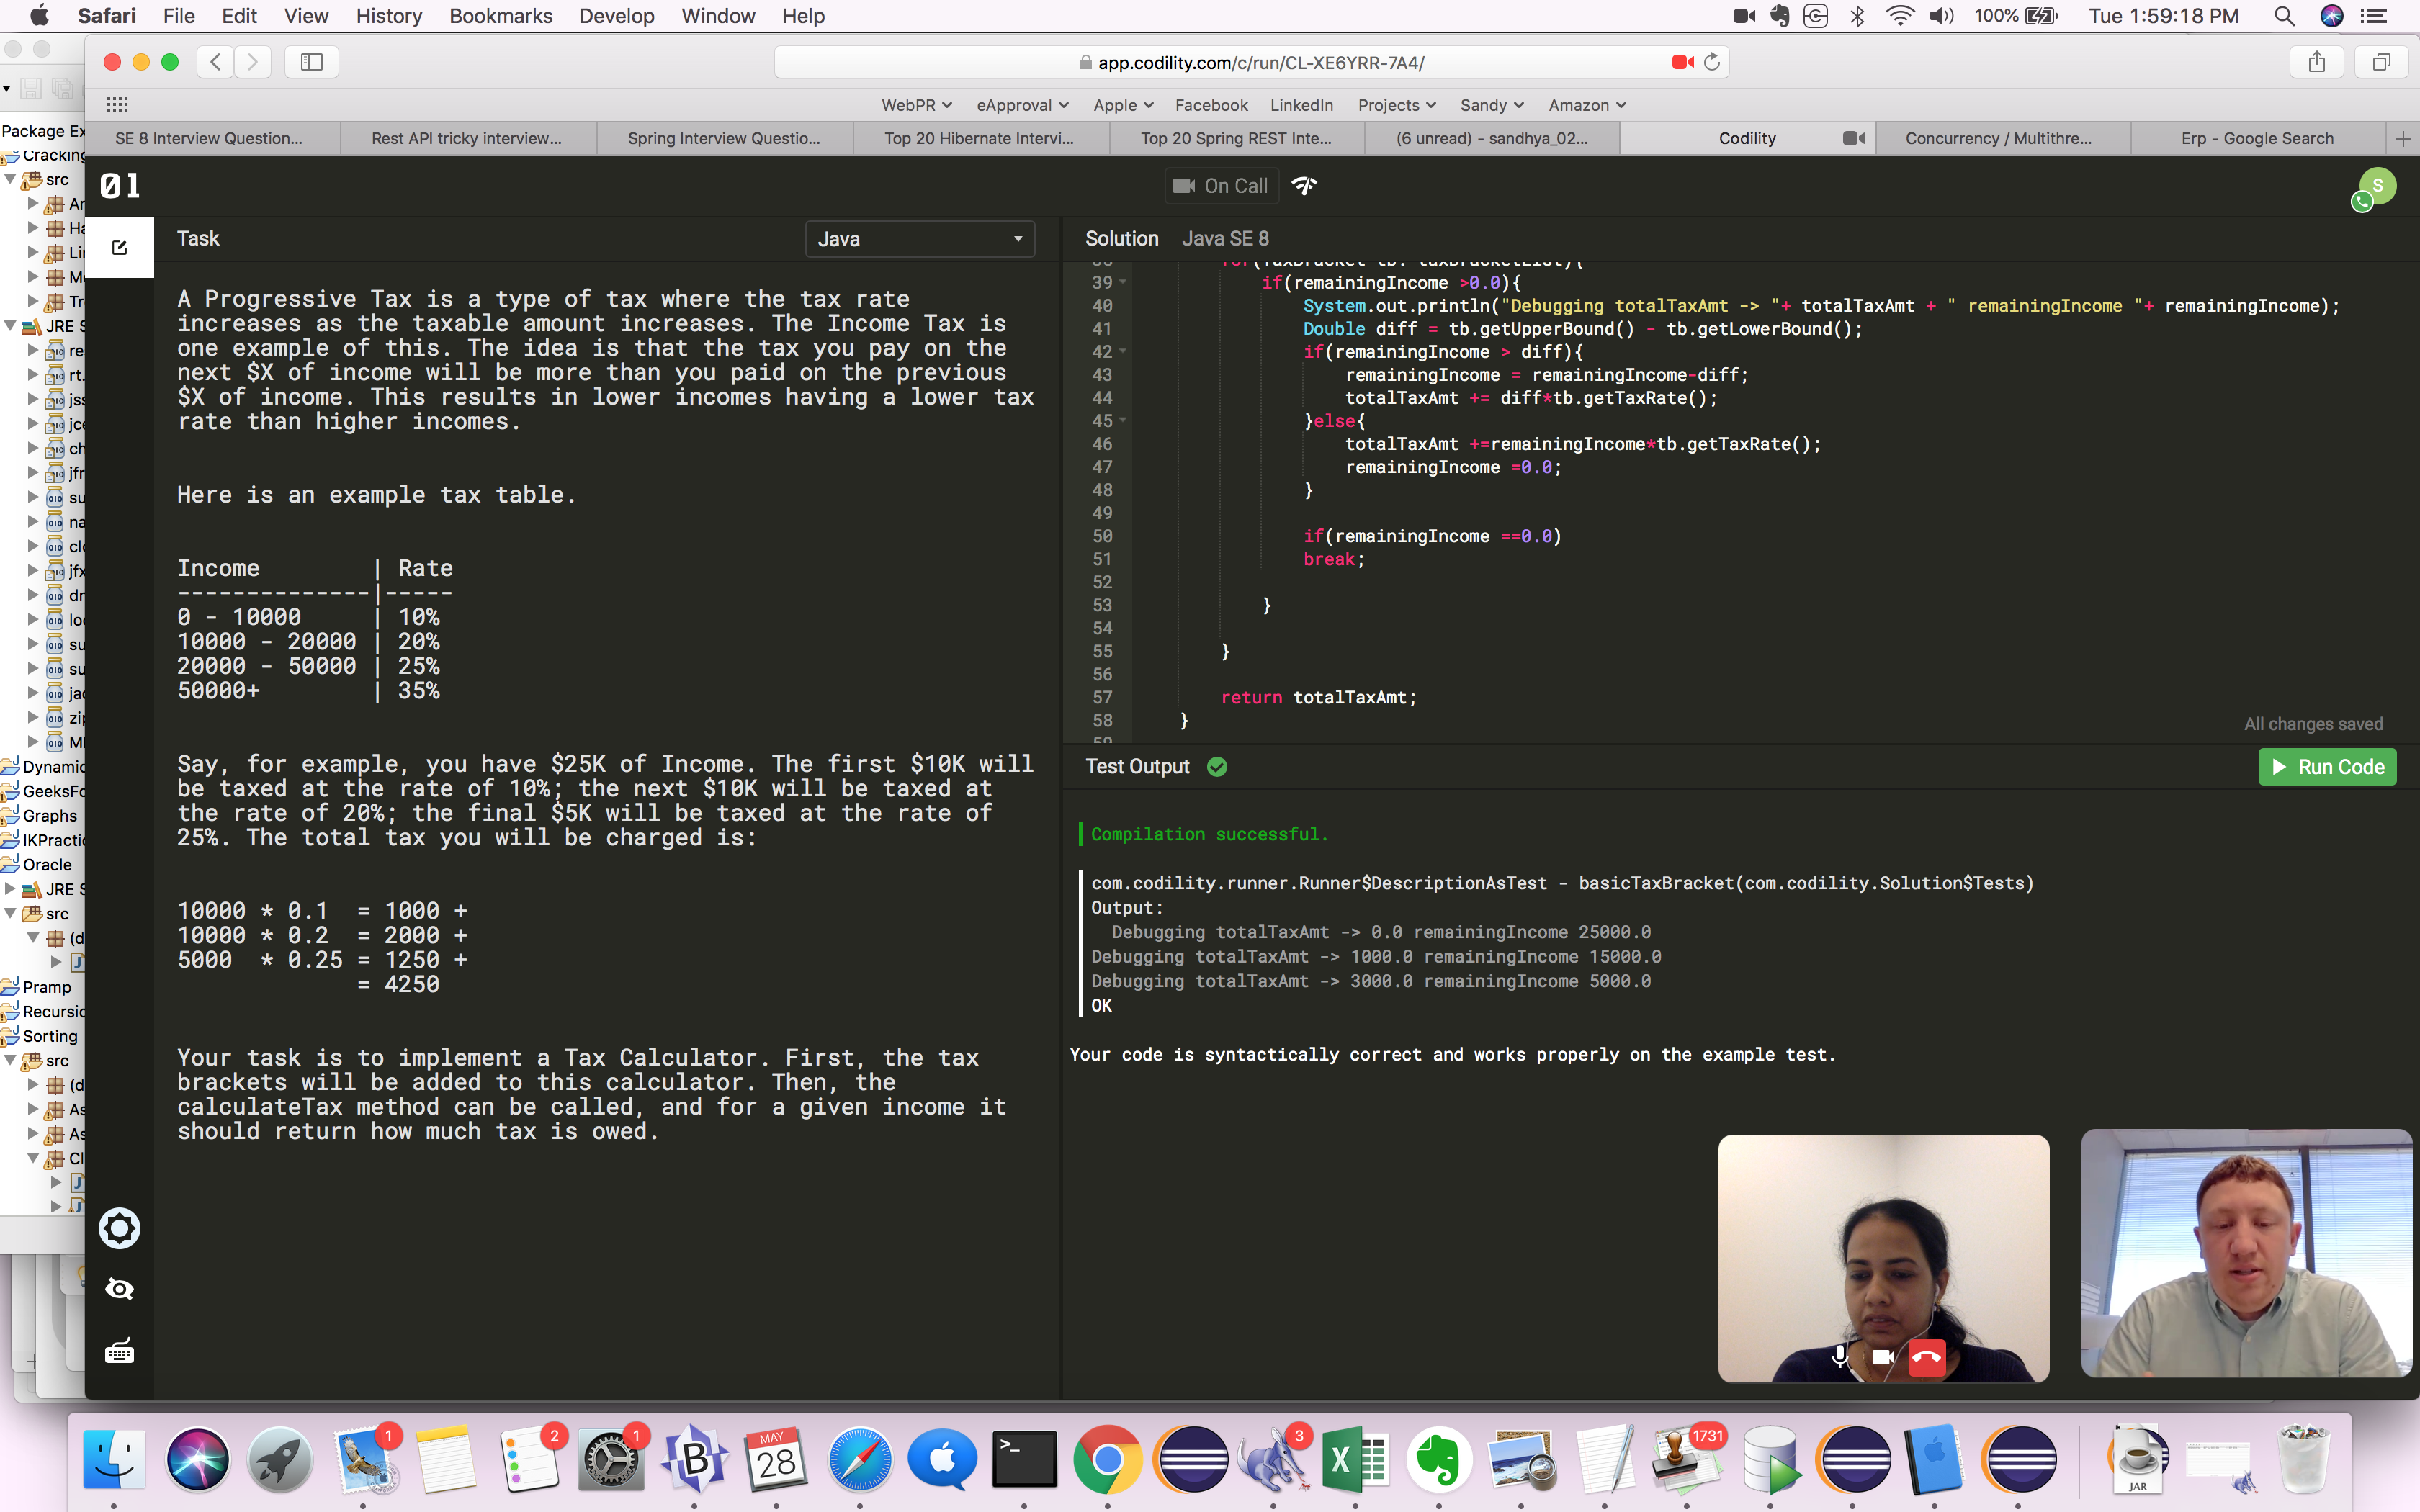 Safari File Edit View History Bookmarks Develop Window Help
100% Tue 1:59:18 PM
app.codility.com/c/run/CL-XE6YRR-7A4/
WebPR eApproval Apple Facebook LinkedIn Projects Sandy Amazon
SE 8 Interview Question... Rest API tricky interview... Spring Interview Questio... Top 20 Hibernate Intervi... Top 20 Spring REST Inte... (6 unread) - sandhya_02... Codility Concurrency / Multithre... Erp - Google Search
Package Ex
Cracking
src
Ar
Ha
Lin
Me
Tre
JRE S
re
rt.
jss
jce
ch
jfr
su
na
cl
jfx
dr
lo
su
su
jac
zip
MI
Dynamic
GeeksFo
Graphs
IKPractic
Oracle
JRE S
src
(d
Pramp
Recursio
Sorting
src
(d
As
As
Cl
01
On Call
S
Task
Java
A Progressive Tax is a type of tax where the tax rate
increases as the taxable amount increases. The Income Tax is
one example of this. The idea is that the tax you pay on the
next $X of income will be more than you paid on the previous
$X of income. This results in lower incomes having a lower tax
rate than higher incomes.
Here is an example tax table.
Income | Rate
--------------|-----
0 - 10000 | 10%
10000 - 20000 | 20%
20000 - 50000 | 25%
50000+ | 35%
Say, for example, you have $25K of Income. The first $10K will
be taxed at the rate of 10%; the next $10K will be taxed at
the rate of 20%; the final $5K will be taxed at the rate of
25%. The total tax you will be charged is:
10000 * 0.1 = 1000 +
10000 * 0.2 = 2000 +
5000 * 0.25 = 1250 +
= 4250
Your task is to implement a Tax Calculator. First, the tax
brackets will be added to this calculator. Then, the
calculateTax method can be called, and for a given income it
should return how much tax is owed.
Solution Java SE 8
38 for(TaxBracket tb: taxBracketList){
39 if(remainingIncome >0.0){
40 System.out.println("Debugging totalTaxAmt -> "+ totalTaxAmt + " remainingIncome "+ remainingIncome);
41 Double diff = tb.getUpperBound() - tb.getLowerBound();
42 if(remainingIncome > diff){
43 remainingIncome = remainingIncome-diff;
44 totalTaxAmt += diff*tb.getTaxRate();
45 }else{
46 totalTaxAmt +=remainingIncome*tb.getTaxRate();
47 remainingIncome =0.0;
48 }
49
50 if(remainingIncome ==0.0)
51 break;
52
53 }
54
55 }
56
57 return totalTaxAmt;
58 }
59
All changes saved
Test Output
Run Code
Compilation successful.
com.codility.runner.Runner$DescriptionAsTest - basicTaxBracket(com.codility.Solution$Tests)
Output:
Debugging totalTaxAmt -> 0.0 remainingIncome 25000.0
Debugging totalTaxAmt -> 1000.0 remainingIncome 15000.0
Debugging totalTaxAmt -> 3000.0 remainingIncome 5000.0
OK
Your code is syntactically correct and works properly on the example test.
1
2
1
MAY
28
3
1731
JAR